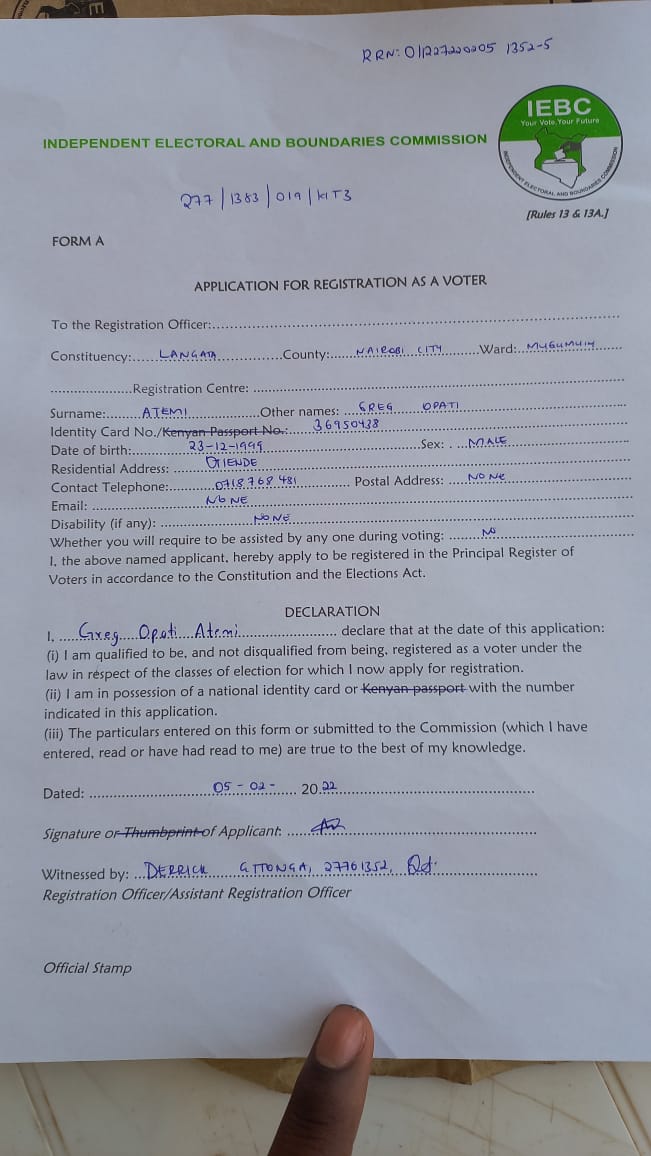 RRN: 01227220205 1352-5
IEBC
Your Vote, Your Future
INDEPENDENT ELECTORAL AND BOUNDARIES COMMISSION
INDEPENDENT ELECTORAL AND BOUNDARIES COMMISSION
277/1383/019/KIT3
[Rules 13 & 13A.]
FORM A
APPLICATION FOR REGISTRATION AS A VOTER
To the Registration Officer:
Constituency: LANGATA County: NAIROBI CITY Ward: MUGUMUIN
Registration Centre:
Surname: ATEMI Other names: GREG OPATI
Identity Card No./Kenyan Passport No.: 36950438
Date of birth: 23-12-1999 Sex: MALE
Residential Address: OTIENDE
Contact Telephone: 0718768481 Postal Address: NONE
Email: NONE
Disability (if any): NONE
Whether you will require to be assisted by any one during voting: No
I, the above named applicant, hereby apply to be registered in the Principal Register of
Voters in accordance to the Constitution and the Elections Act.
DECLARATION
I, Greg Opati Atemi declare that at the date of this application:
(i) I am qualified to be, and not disqualified from being, registered as a voter under the
law in respect of the classes of election for which I now apply for registration.
(ii) I am in possession of a national identity card or Kenyan passport with the number
indicated in this application.
(iii) The particulars entered on this form or submitted to the Commission (which I have
entered, read or have had read to me) are true to the best of my knowledge.
Dated: 05-02- 2022
Signature or Thumbprint of Applicant:
Witnessed by: DERRICK GITONGA, 27761352,
Registration Officer/Assistant Registration Officer
Official Stamp